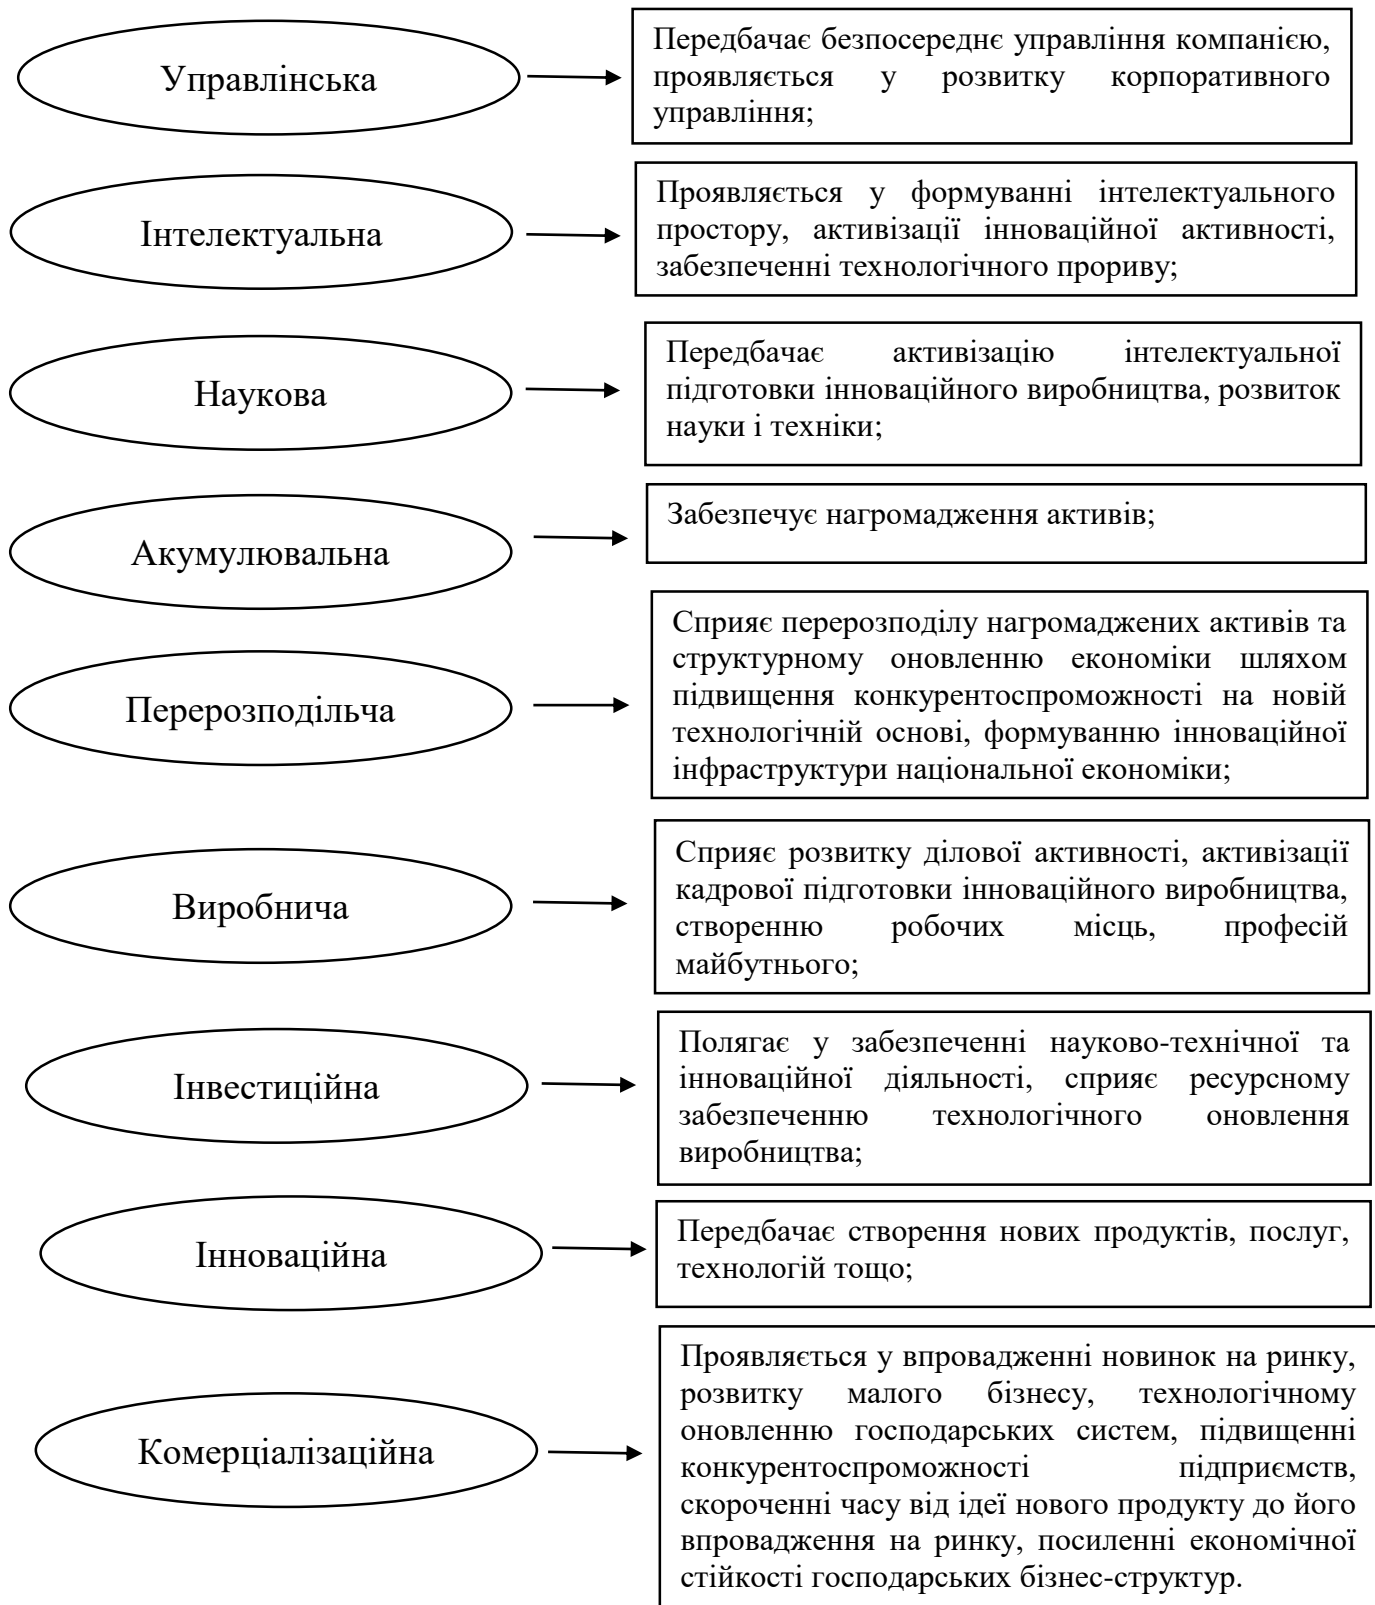 Управлінська
Передбачає безпосереднє управління компанією,
проявляється у розвитку корпоративного
управління;
Інтелектуальна
Проявляється у формуванні інтелектуального
простору, активізації інноваційної активності,
забезпеченні технологічного прориву;
Наукова
Передбачає активізацію інтелектуальної
підготовки інноваційного виробництва, розвиток
науки і техніки;
Акумулювальна
Забезпечує нагромадження активів;
Перерозподільча
Сприяє перерозподілу нагромаджених активів та
структурному оновленню економіки шляхом
підвищення конкурентоспроможності на новій
технологічній основі, формуванню інноваційної
інфраструктури національної економіки;
Виробнича
Сприяє розвитку ділової активності, активізації
кадрової підготовки інноваційного виробництва,
створенню робочих місць, професій
майбутнього;
Інвестиційна
Полягає у забезпеченні науково-технічної та
інноваційної діяльності, сприяє ресурсному
забезпеченню технологічного оновлення
виробництва;
Інноваційна
Передбачає створення нових продуктів, послуг,
технологій тощо;
Комерціалізаційна
Проявляється у впровадженні новинок на ринку,
розвитку малого бізнесу, технологічному
оновленню господарських систем, підвищенні
конкурентоспроможності підприємств,
скороченні часу від ідеї нового продукту до його
впровадження на ринку, посиленні економічної
стійкості господарських бізнес-структур.